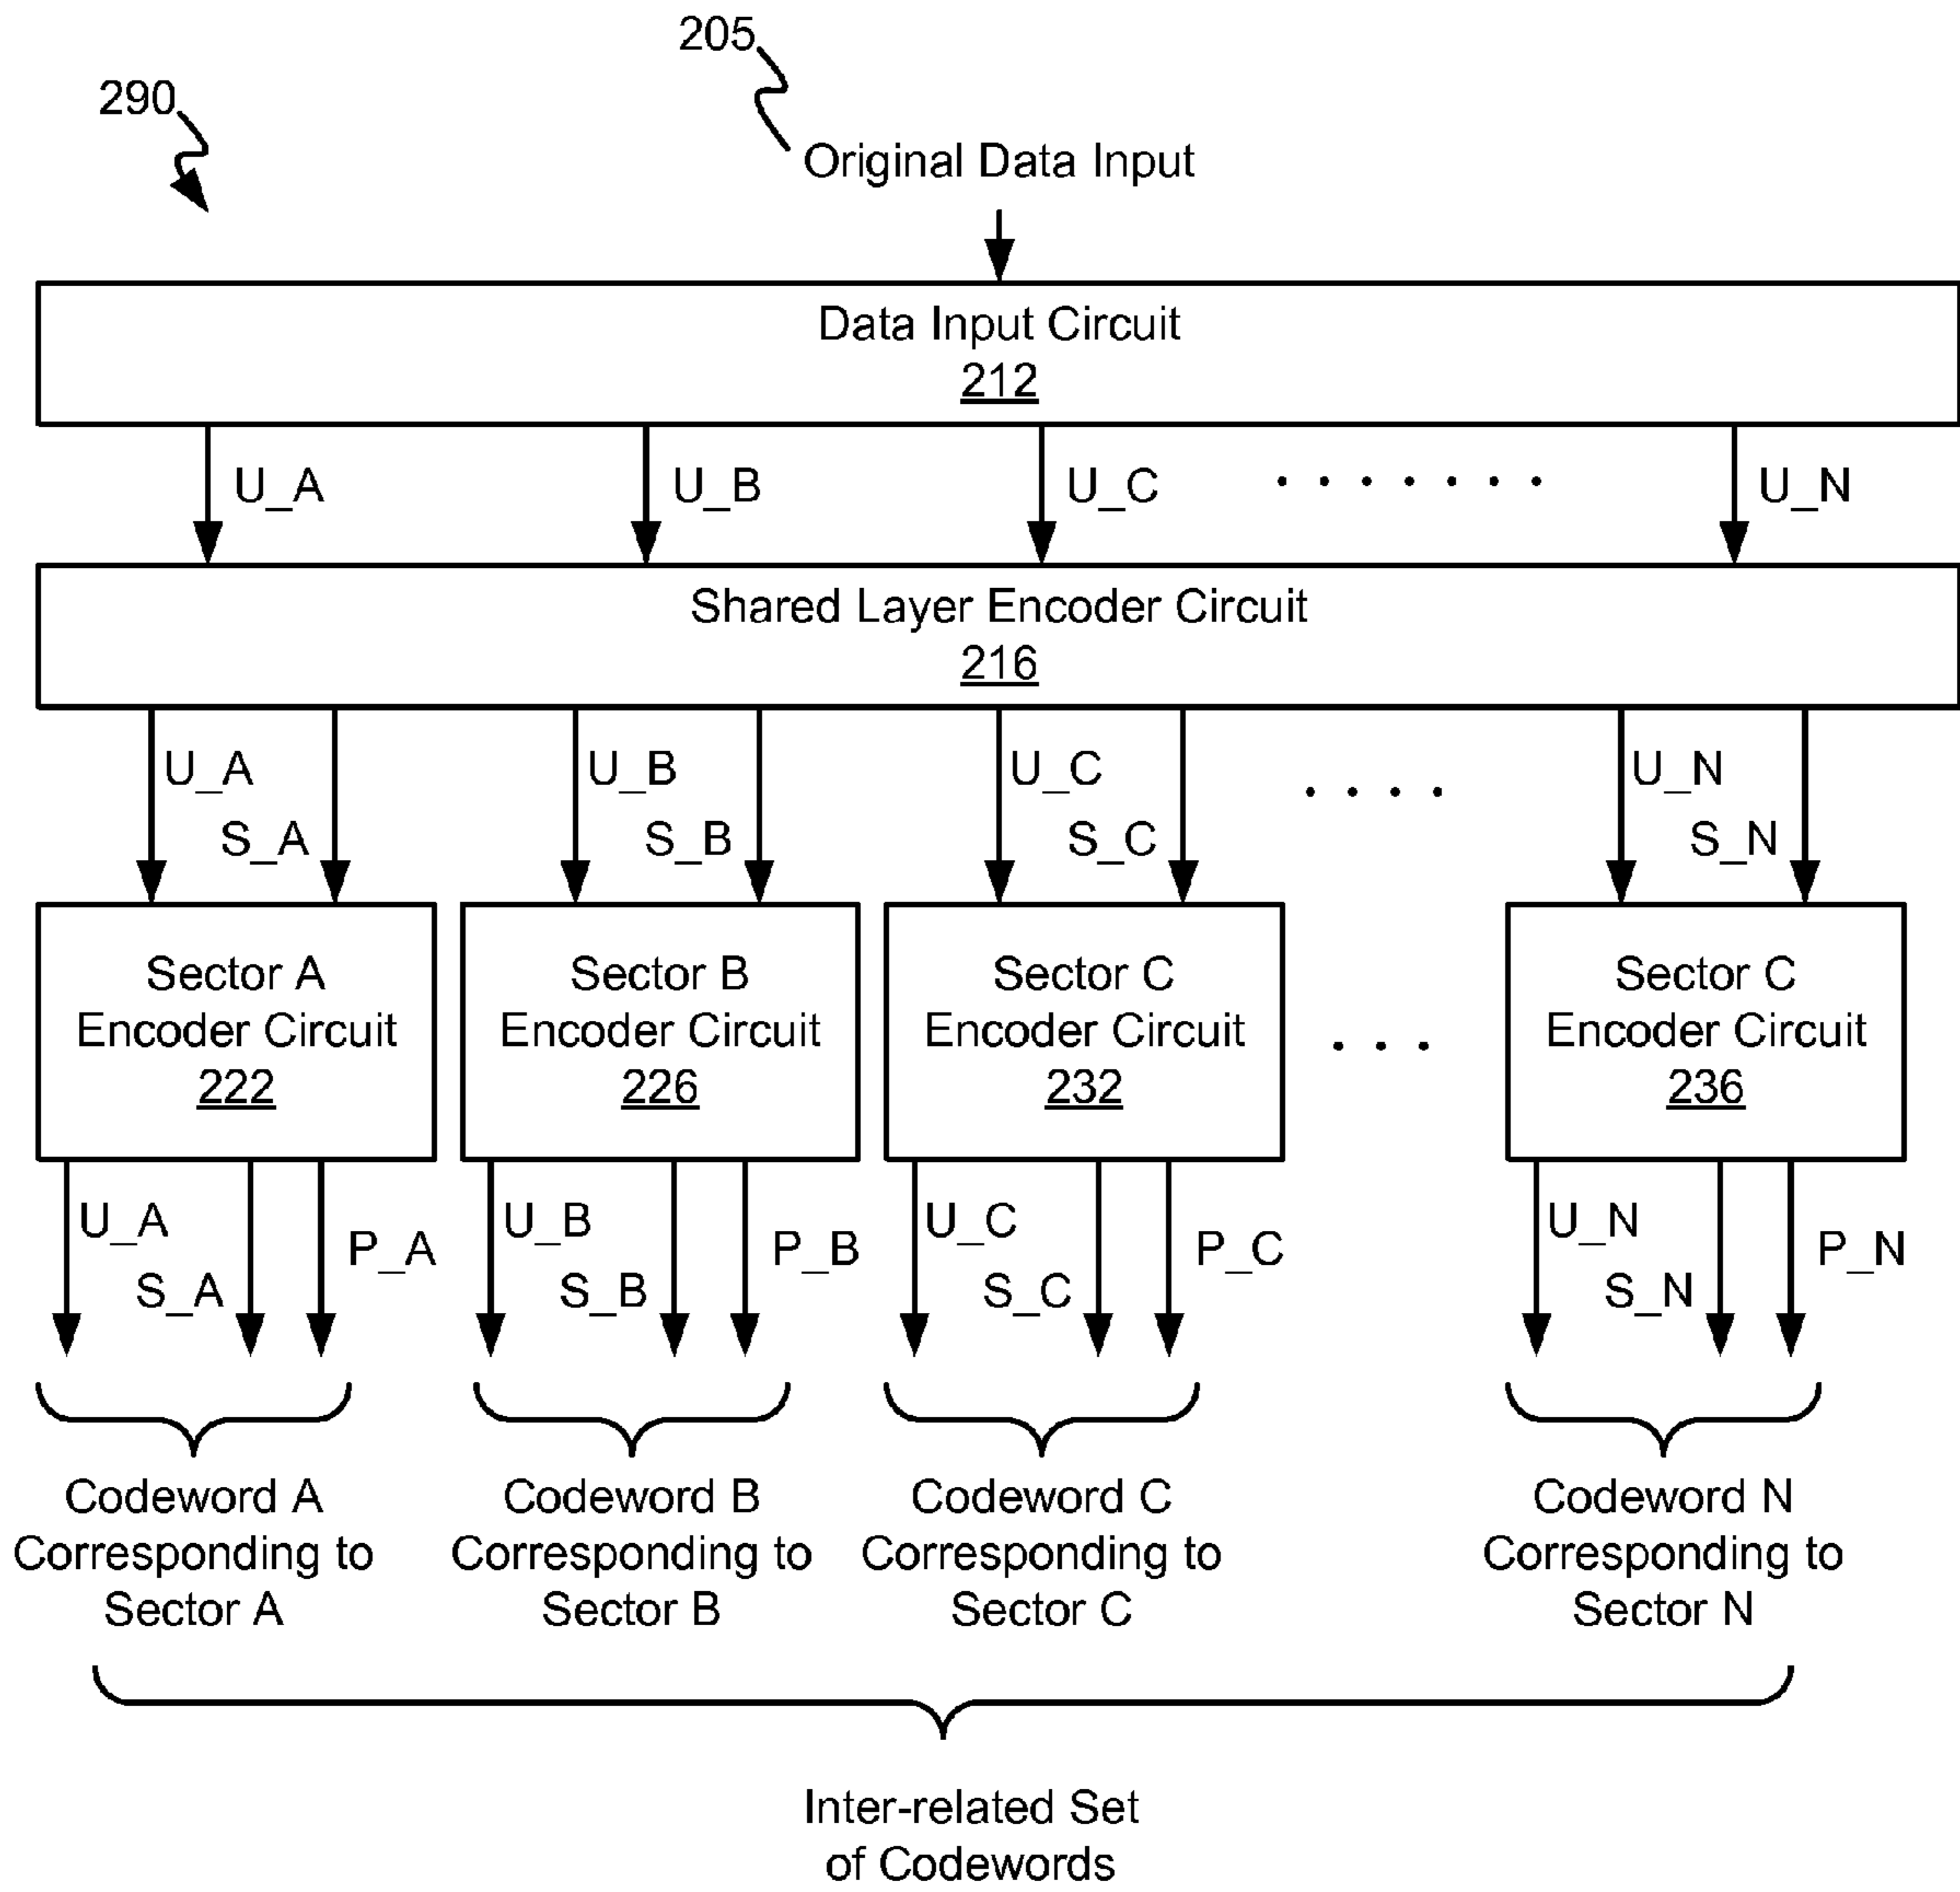 205
290
Original Data Input
Data Input Circuit
212
U_A U_B U_C . . . . . . . U_N
Shared Layer Encoder Circuit
216
U_A U_B U_C . . . . U_N
S_A S_B S_C S_N
Sector A Sector B Sector C Sector C
Encoder Circuit Encoder Circuit Encoder Circuit . . . Encoder Circuit
222 226 232 236
U_A U_B U_C U_N
P_A P_B P_C P_N
S_A S_B S_C S_N
Codeword A Codeword B Codeword C Codeword N
Corresponding to Corresponding to Corresponding to Corresponding to
Sector A Sector B Sector C Sector N
Inter-related Set
of Codewords